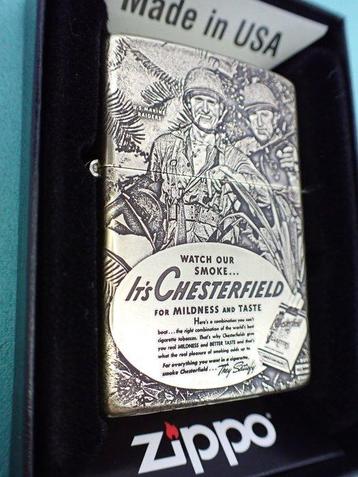 Made in USA
U.S. MARINE
RAIDERS
WATCH OUR
SMOKE...
It's CHESTERFIELD
FOR MILDNESS AND TASTE
Here's a combination you can't
beat...the right combination of the world's best
cigarette tobaccos. That's why Chesterfields give
you real MILDNESS and BETTER TASTE and that's
what the real pleasure of smoking adds up to.
For everything you want in a cigarette,
smoke Chesterfield... They Satisfy
Chesterfield
zippo